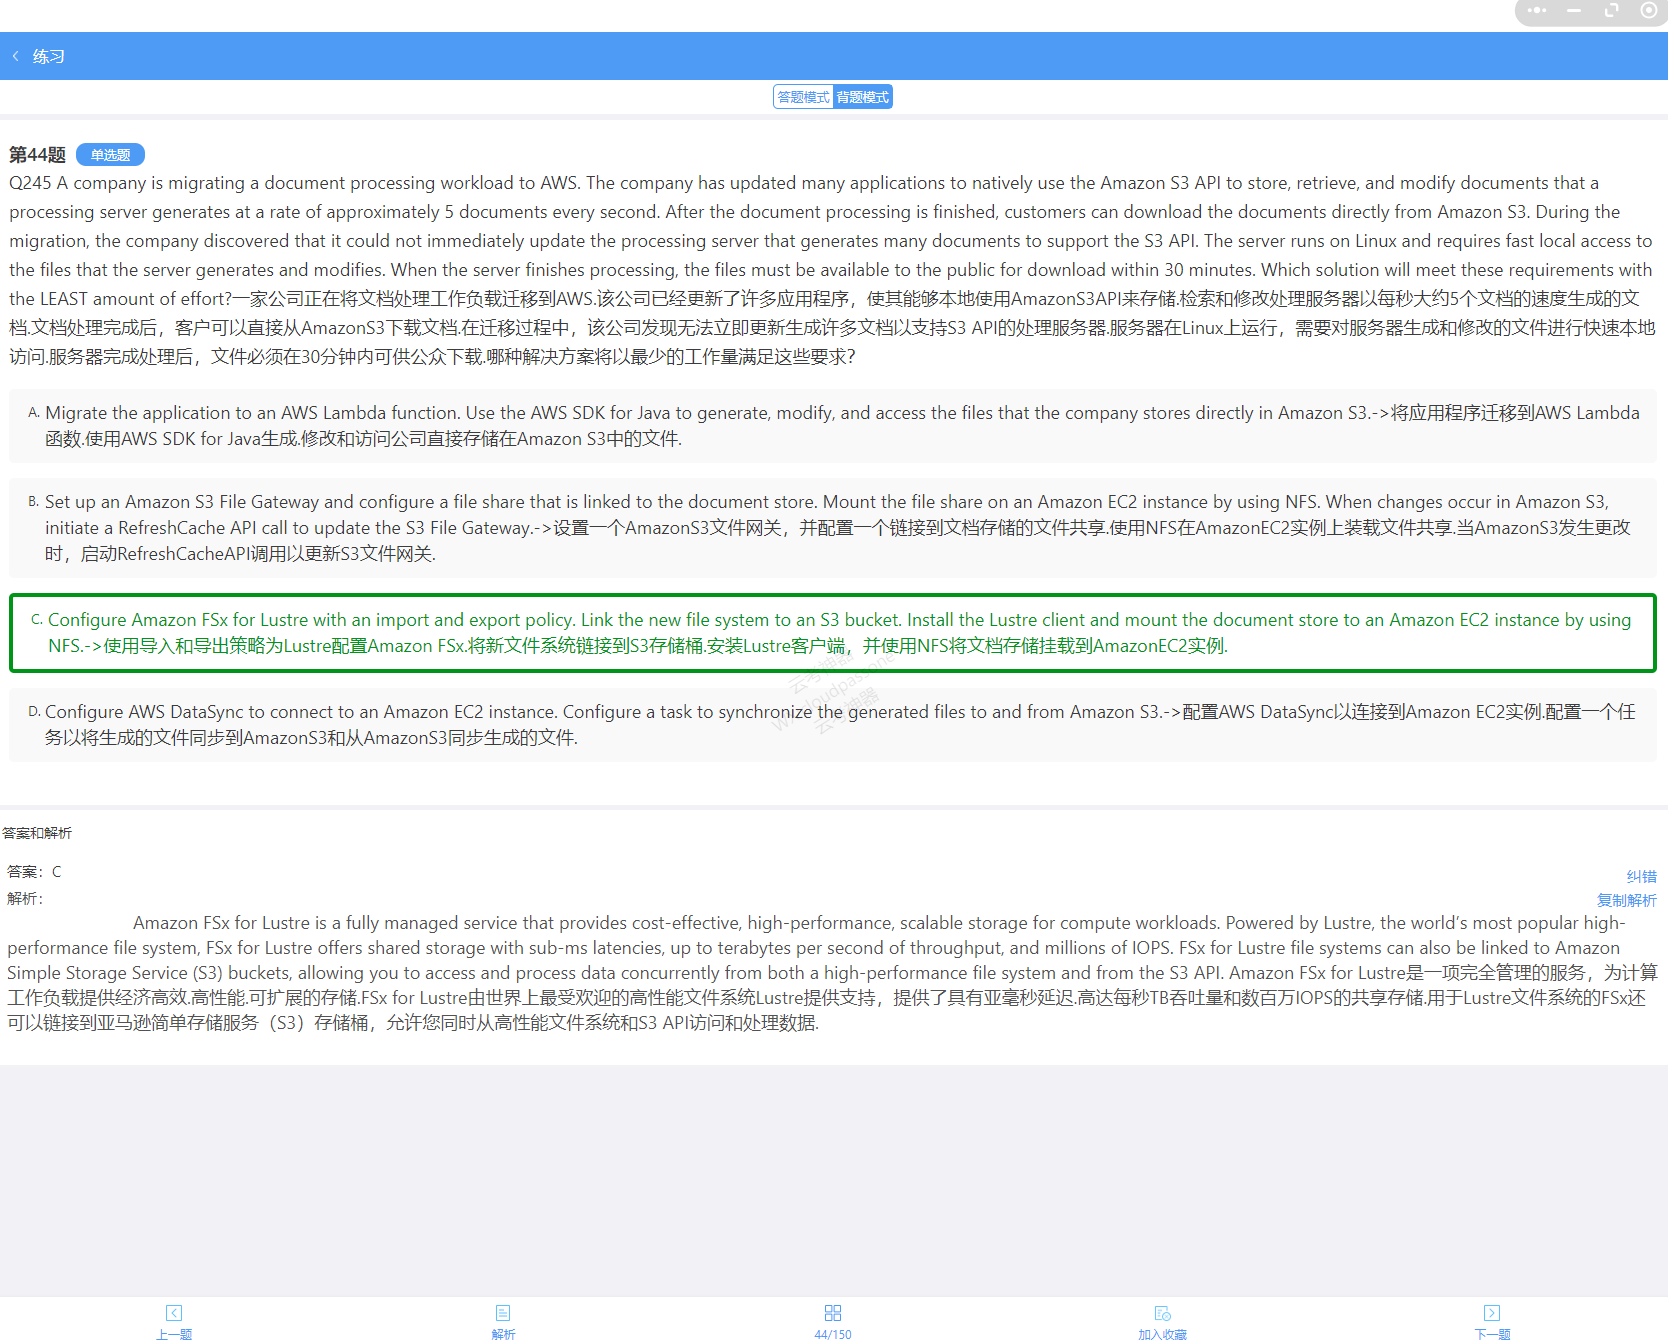 练习
答题模式 背题模式
第44题 单选题
Q245 A company is migrating a document processing workload to AWS. The company has updated many applications to natively use the Amazon S3 API to store, retrieve, and modify documents that a
processing server generates at a rate of approximately 5 documents every second. After the document processing is finished, customers can download the documents directly from Amazon S3. During the
migration, the company discovered that it could not immediately update the processing server that generates many documents to support the S3 API. The server runs on Linux and requires fast local access to
the files that the server generates and modifies. When the server finishes processing, the files must be available to the public for download within 30 minutes. Which solution will meet these requirements with
the LEAST amount of effort?一家公司正在将文档处理工作负载迁移到AWS.该公司已经更新了许多应用程序，使其能够本地使用AmazonS3API来存储.检索和修改处理服务器以每秒大约5个文档的速度生成的文
档.文档处理完成后，客户可以直接从AmazonS3下载文档.在迁移过程中，该公司发现无法立即更新生成许多文档以支持S3 API的处理服务器.服务器在Linux上运行，需要对服务器生成和修改的文件进行快速本地
访问.服务器完成处理后，文件必须在30分钟内可供公众下载.哪种解决方案将以最少的工作量满足这些要求?
A. Migrate the application to an AWS Lambda function. Use the AWS SDK for Java to generate, modify, and access the files that the company stores directly in Amazon S3.->将应用程序迁移到AWS Lambda
函数.使用AWS SDK for Java生成.修改和访问公司直接存储在Amazon S3中的文件.
B. Set up an Amazon S3 File Gateway and configure a file share that is linked to the document store. Mount the file share on an Amazon EC2 instance by using NFS. When changes occur in Amazon S3,
initiate a RefreshCache API call to update the S3 File Gateway.->设置一个AmazonS3文件网关，并配置一个链接到文档存储的文件共享.使用NFS在AmazonEC2实例上装载文件共享.当AmazonS3发生更改
时，启动RefreshCacheAPI调用以更新S3文件网关.
C. Configure Amazon FSx for Lustre with an import and export policy. Link the new file system to an S3 bucket. Install the Lustre client and mount the document store to an Amazon EC2 instance by using
NFS.->使用导入和导出策略为Lustre配置Amazon FSx.将新文件系统链接到S3存储桶.安装Lustre客户端，并使用NFS将文档存储挂载到AmazonEC2实例.
D. Configure AWS DataSync to connect to an Amazon EC2 instance. Configure a task to synchronize the generated files to and from Amazon S3.->配置AWS DataSync以连接到Amazon EC2实例.配置一个任
务以将生成的文件同步到AmazonS3和从AmazonS3同步生成的文件.
云考神器
云考神器
答案和解析
答案：C
纠错
解析：
复制解析
Amazon FSx for Lustre is a fully managed service that provides cost-effective, high-performance, scalable storage for compute workloads. Powered by Lustre, the world’s most popular high-
performance file system, FSx for Lustre offers shared storage with sub-ms latencies, up to terabytes per second of throughput, and millions of IOPS. FSx for Lustre file systems can also be linked to Amazon
Simple Storage Service (S3) buckets, allowing you to access and process data concurrently from both a high-performance file system and from the S3 API. Amazon FSx for Lustre是一项完全管理的服务，为计算
工作负载提供经济高效.高性能.可扩展的存储.FSx for Lustre由世界上最受欢迎的高性能文件系统Lustre提供支持，提供了具有亚毫秒延迟.高达每秒TB吞吐量和数百万IOPS的共享存储.用于Lustre文件系统的FSx还
可以链接到亚马逊简单存储服务（S3）存储桶，允许您同时从高性能文件系统和S3 API访问和处理数据.
上一题 解析 44/150 加入收藏 下一题